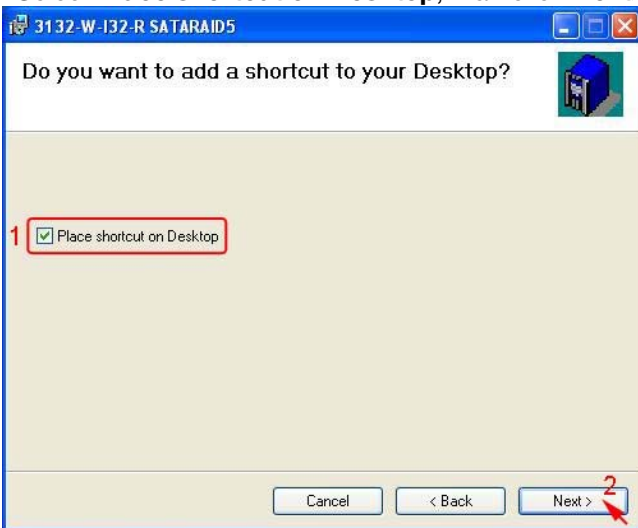 3132-W-I32-R SATARAID5
Do you want to add a shortcut to your Desktop?
1
Place shortcut on Desktop
2
Cancel
< Back
Next >